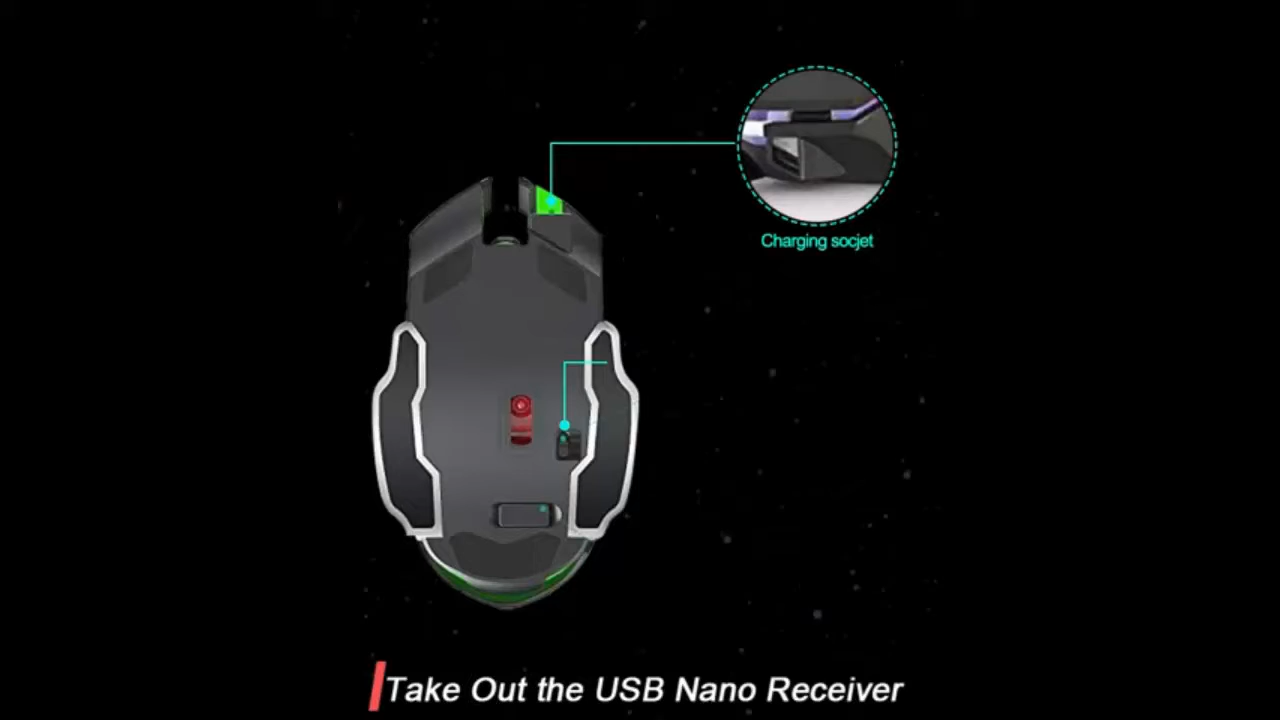 Charging socjet
Take Out the USB Nano Receiver